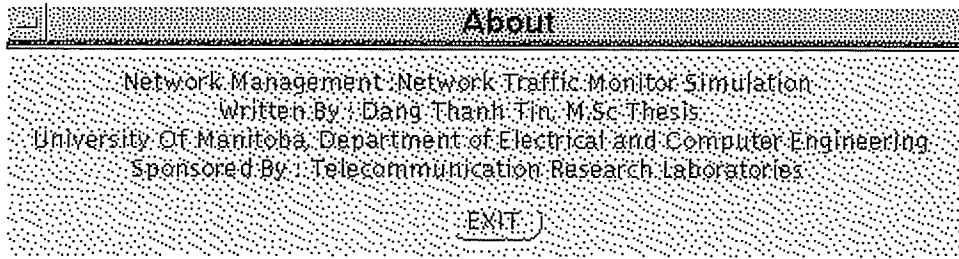 About
Network Management :Network Traffic Monitor Simulation
Written By : Dang Thanh Tin, M.Sc Thesis
University Of Manitoba, Department of Electrical and Computer Engineering
Sponsored By : Telecommunication Research Laboratories
EXIT